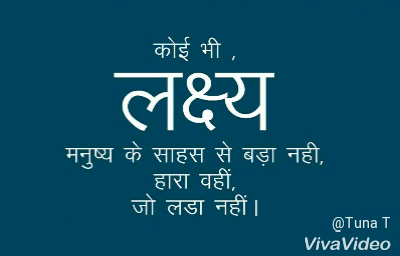 कोई भी ,
लक्ष्य
मनुष्य के साहस से बड़ा नही,
हारा वहीं,
जो लडा नहीं।
@Tuna T
VivaVideo